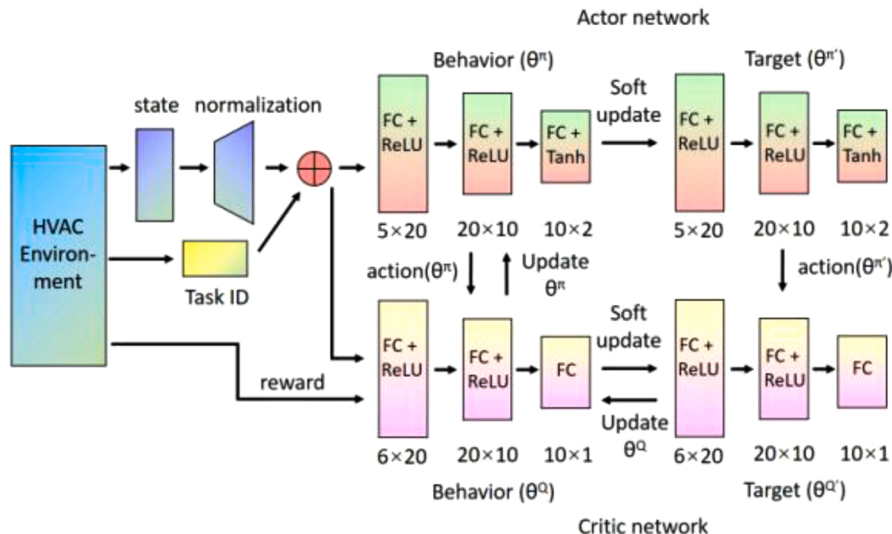 Actor network
Behavior (θπ)
Target (θπ′)
state
normalization
Soft
update
FC +
ReLU
FC +
ReLU
FC +
Tanh
FC +
ReLU
FC +
ReLU
FC +
Tanh
HVAC
Environ-
ment
Task ID
5×20
20×10
10×2
5×20
20×10
10×2
action(θπ)
Update
θπ
action(θπ′)
reward
FC +
ReLU
FC +
ReLU
FC
Soft
update
Update
θQ
FC +
ReLU
FC +
ReLU
FC
6×20
20×10
10×1
6×20
20×10
10×1
Behavior (θQ)
Target (θQ′)
Critic network